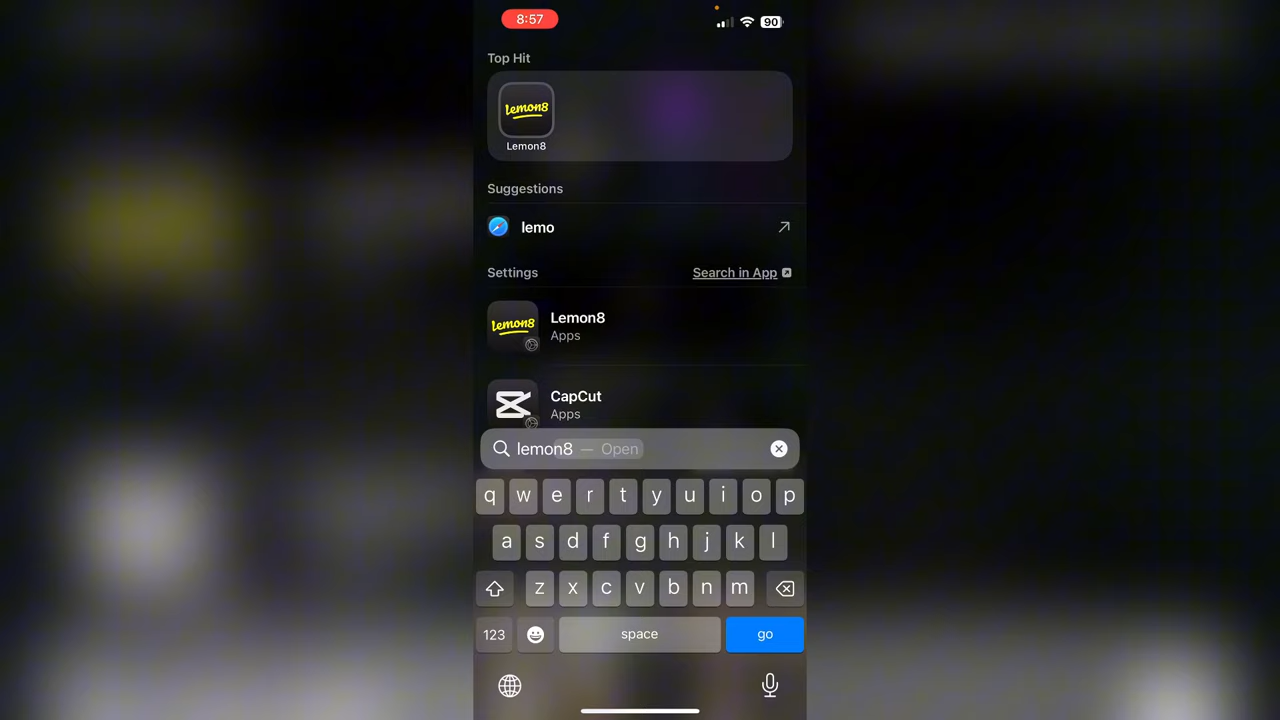 8:57
90
Top Hit
Lemon8
Lemon8
Suggestions
lemo
Settings
Search in App
Lemon8
Lemon8
Apps
CapCut
Apps
lemon8 — Open
q w e r t y u i o p
a s d f g h j k l
z x c v b n m
123 space go